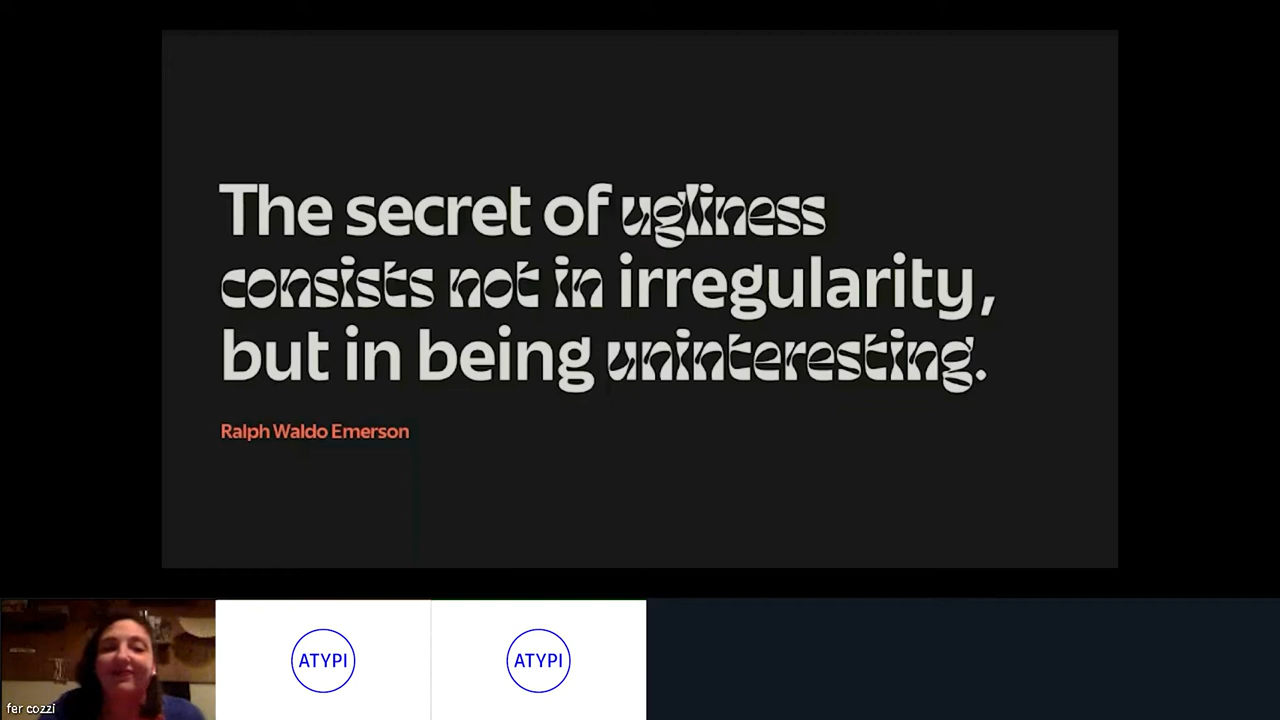 The secret of ugliness
consists not in irregularity,
but in being uninteresting.
Ralph Waldo Emerson
ATYPI
ATYPI
fer cozzi